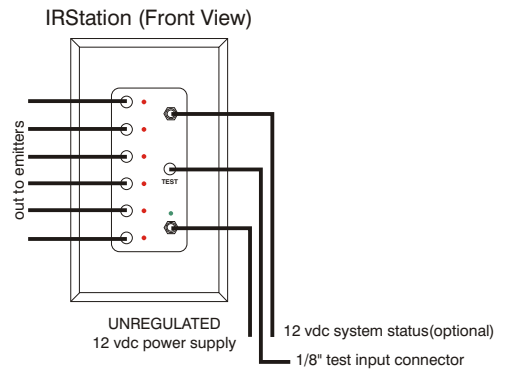 IRStation (Front View)
out to emitters
TEST
UNREGULATED
12 vdc power supply
12 vdc system status(optional)
1/8" test input connector